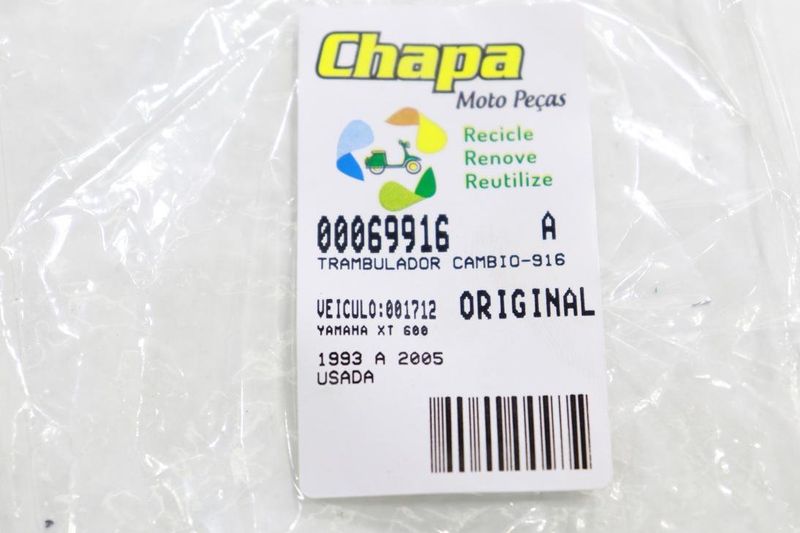 Chapa
Moto Peças
Recicle
Renove
Reutilize
00069916 A
TRAMBULADOR CAMBIO-916
VEICULO:001712 ORIGINAL
YAMAHA XT 600
1993 A 2005
USADA